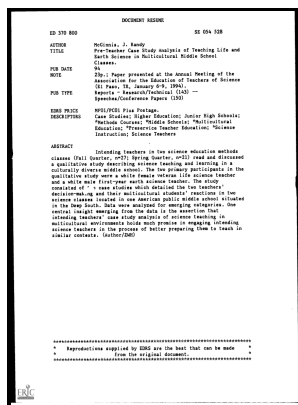 DOCUMENT RESUME
ED 370 800
SE 054 528
AUTHOR McGinnis, J. Randy
TITLE Pre-Teacher Case Study Analysis of Teaching Life and
Earth Science in Multicultural Middle School
Classes.
PUB DATE 94
NOTE 23p.; Paper presented at the Annual Meeting of the
Association for the Education of Teachers of Science
(El Paso, TX, January 6-9, 1994).
PUB TYPE Reports - Research/Technical (143) --
Speeches/Conference Papers (150)
EDRS PRICE MF01/PC01 Plus Postage.
DESCRIPTORS Case Studies; Higher Education; Junior High Schools;
*Methods Courses; *Middle Schools; *Multicultural
Education; *Preservice Teacher Education; *Science
Instruction; Science Teachers
ABSTRACT
Intending teachers in two science education methods
classes (Fall Quarter, n=27; Spring Quarter, n=21) read and discussed
a qualitative study describing science teaching and learning in a
culturally diverse middle school. The two primary participants in the
qualitative study were a white female veteran life science teacher
and a white male first-year earth science teacher. The study
consisted of case studies which detailed the two teachers'
decision-making and their multicultural students' reactions in two
science classes located in one American public middle school situated
in the Deep South. Data were analyzed for emerging categories. One
central insight emerging from the data is the assertion that
intending teachers' case study analysis of science teaching in
multicultural environments holds much promise in engaging intending
science teachers in the process of better preparing them to teach in
similar contexts. (Author/ZWH)
* Reproductions supplied by EDRS are the best that can be made *
* from the original document. *
ERIC